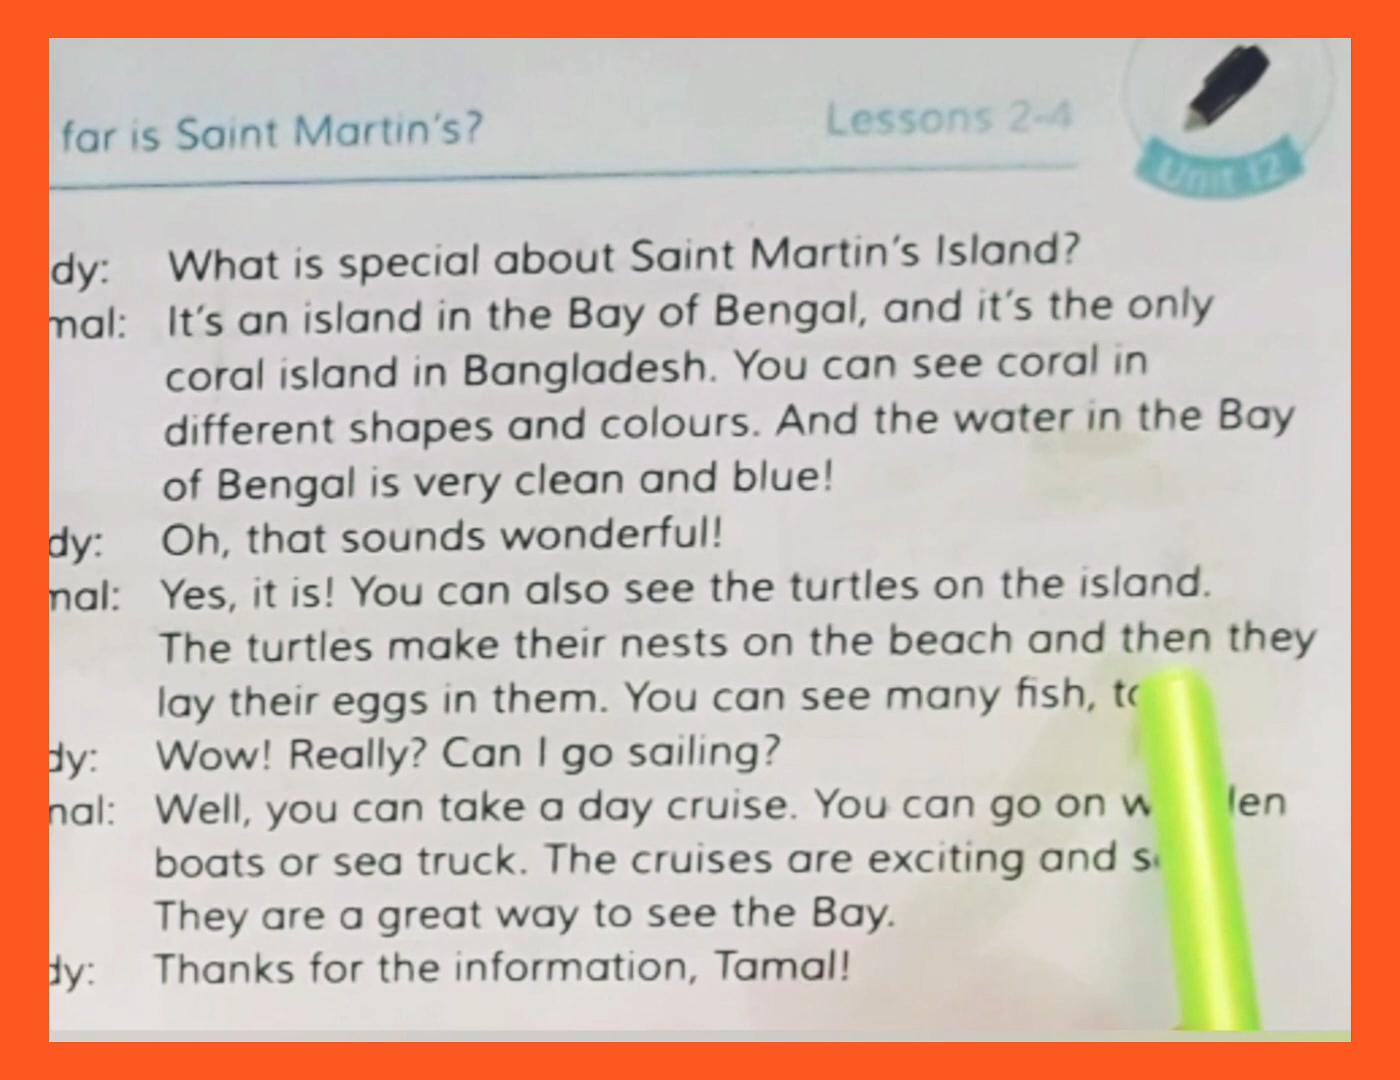 far is Saint Martin's?
Lessons 2-4
Unit 12
dy: What is special about Saint Martin's Island?
mal: It's an island in the Bay of Bengal, and it's the only
coral island in Bangladesh. You can see coral in
different shapes and colours. And the water in the Bay
of Bengal is very clean and blue!
dy: Oh, that sounds wonderful!
mal: Yes, it is! You can also see the turtles on the island.
The turtles make their nests on the beach and then they
lay their eggs in them. You can see many fish,
dy: Wow! Really? Can I go sailing?
mal: Well, you can take a day cruise. You can go on
boats or sea truck. The cruises are exciting and
They are a great way to see the Bay.
dy: Thanks for the information, Tamal!